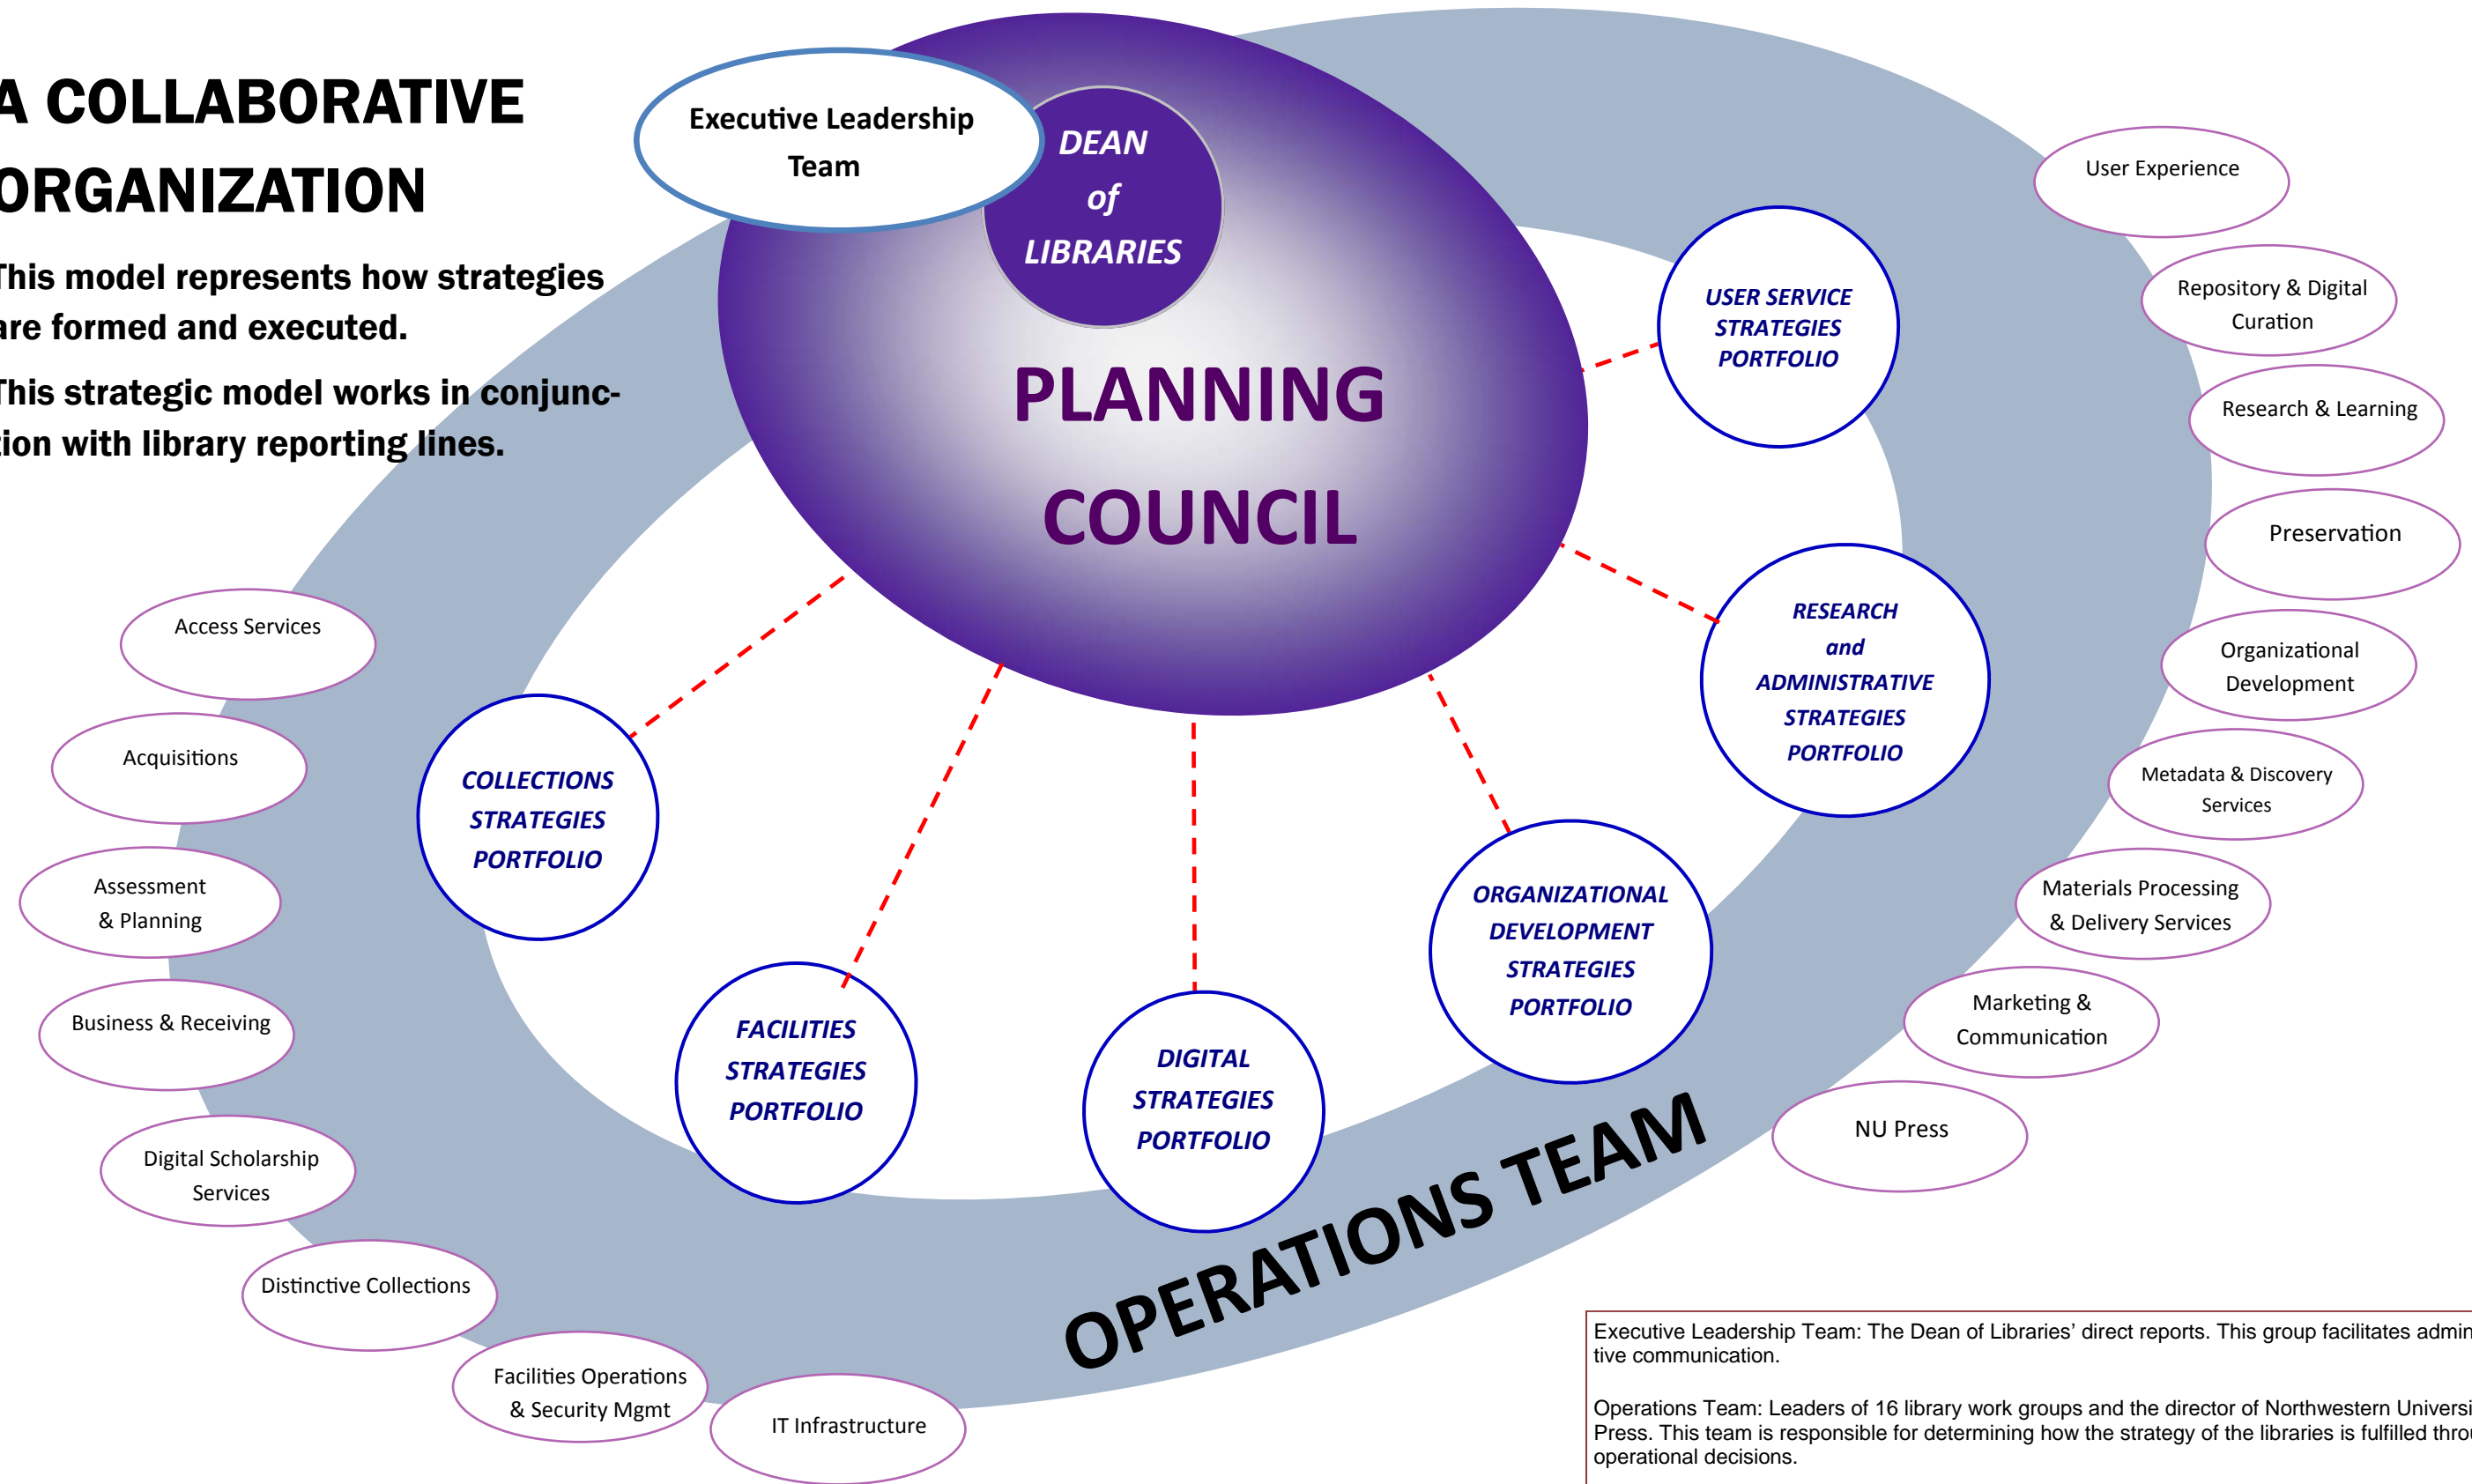 A COLLABORATIVE
ORGANIZATION
This model represents how strategies
are formed and executed.
This strategic model works in conjunc-
tion with library reporting lines.
Executive Leadership
Team
DEAN
of
LIBRARIES
PLANNING
COUNCIL
USER SERVICE
STRATEGIES
PORTFOLIO
RESEARCH
and
ADMINISTRATIVE
STRATEGIES
PORTFOLIO
ORGANIZATIONAL
DEVELOPMENT
STRATEGIES
PORTFOLIO
DIGITAL
STRATEGIES
PORTFOLIO
FACILITIES
STRATEGIES
PORTFOLIO
COLLECTIONS
STRATEGIES
PORTFOLIO
OPERATIONS TEAM
Access Services
Acquisitions
Assessment
& Planning
Business & Receiving
Digital Scholarship
Services
Distinctive Collections
Facilities Operations
& Security Mgmt
IT Infrastructure
User Experience
Repository & Digital
Curation
Research & Learning
Preservation
Organizational
Development
Metadata & Discovery
Services
Materials Processing
& Delivery Services
Marketing &
Communication
NU Press
Executive Leadership Team: The Dean of Libraries’ direct reports. This group facilitates
tive communication.
Operations Team: Leaders of 16 library work groups and the director of Northwestern
Press. This team is responsible for determining how the strategy of the libraries is fulfilled
operational decisions.